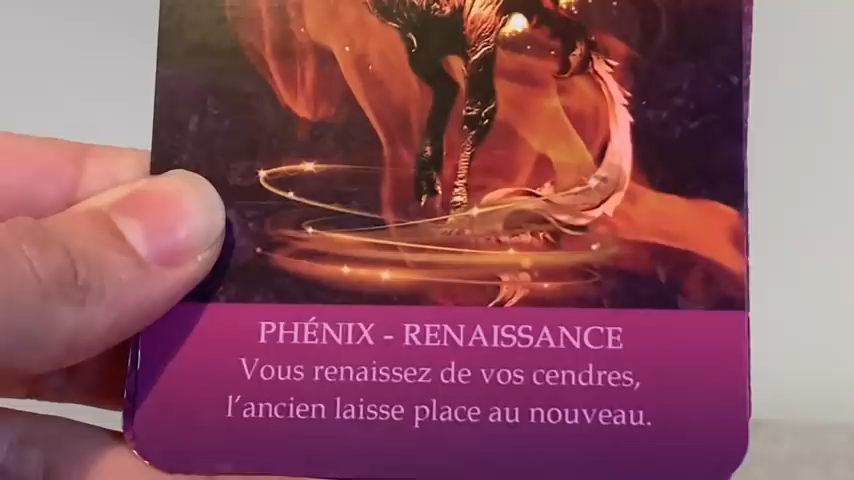 PHÉNIX - RENAISSANCE
Vous renaissez de vos cendres,
l'ancien laisse place au nouveau.